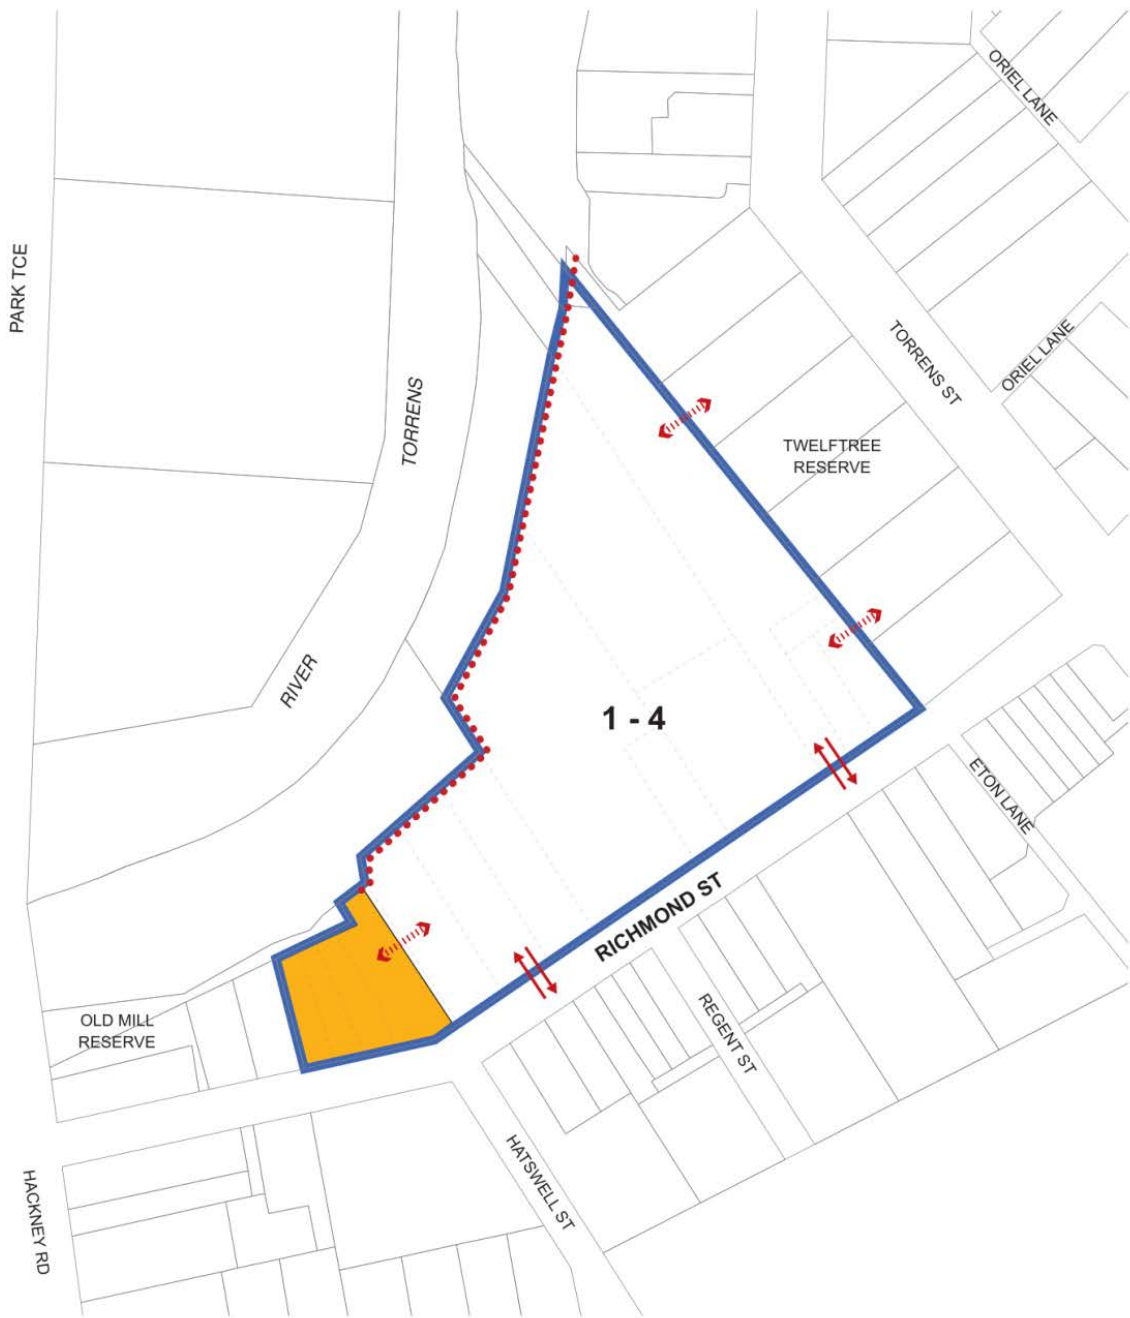 ORIEL LANE
PARK TCE
TORRENS ST
ORIEL LANE
TORRENS
TWELFTREE
RESERVE
RIVER
1 - 4
ETON LANE
RICHMOND ST
REGENT ST
OLD MILL
RESERVE
HATSWELL ST
HACKNEY RD